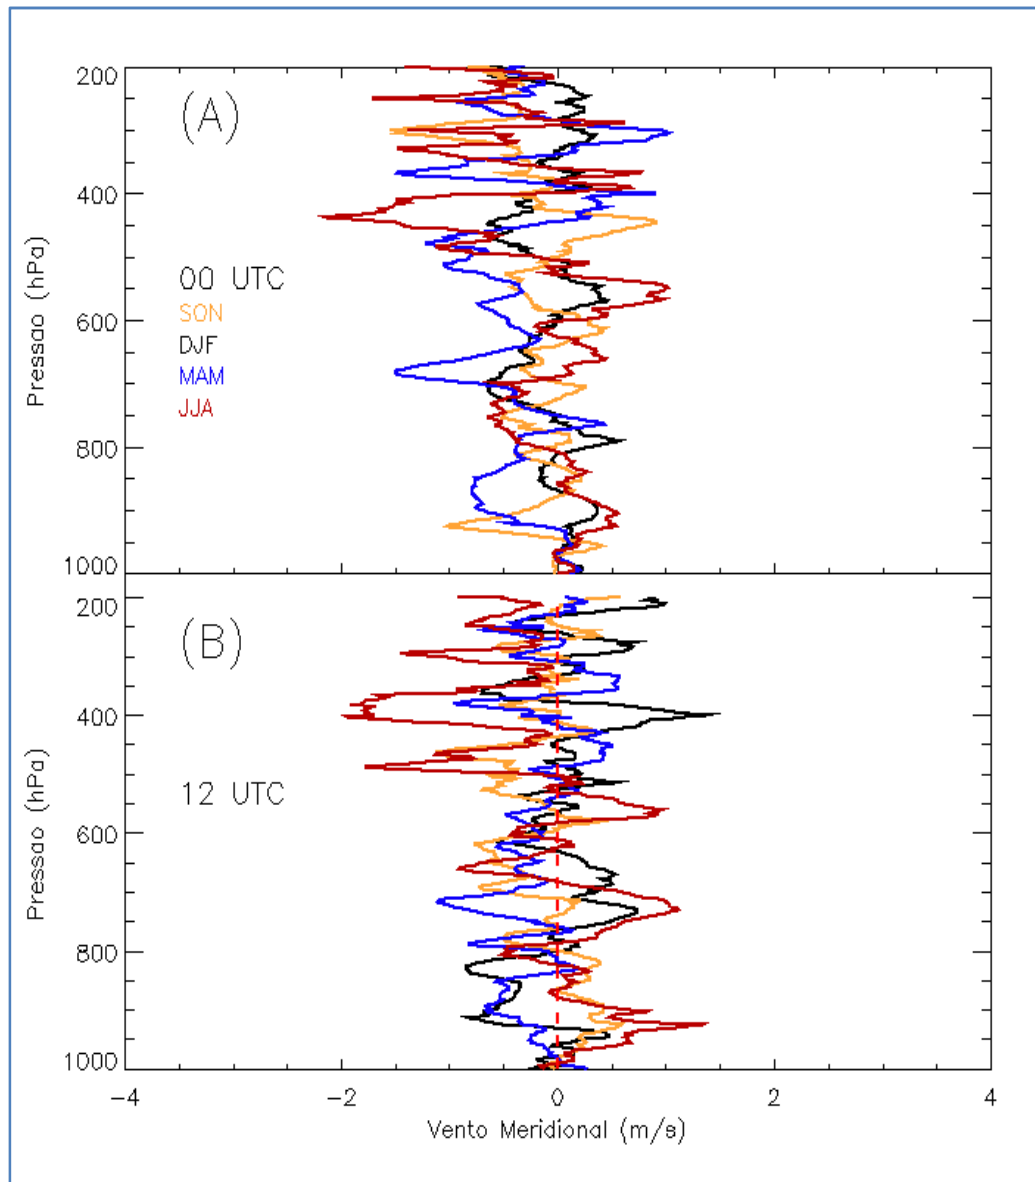 200
(A)
400
00 UTC
SON
DJF
MAM
JJA
600
800
1000
Pressao (hPa)
200
(B)
400
12 UTC
600
800
1000
Pressao (hPa)
-4 -2 0 2 4
Vento Meridional (m/s)